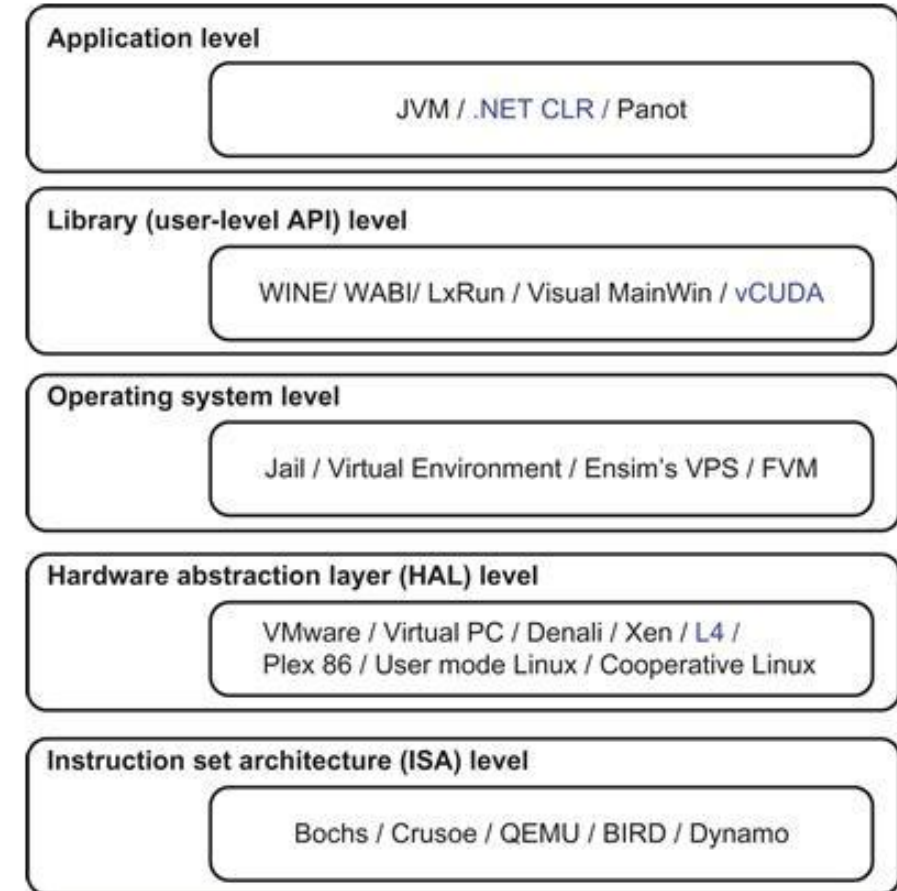 Application level
JVM / .NET CLR / Panot
Library (user-level API) level
WINE/ WABI/ LxRun / Visual MainWin / vCUDA
Operating system level
Jail / Virtual Environment / Ensim's VPS / FVM
Hardware abstraction layer (HAL) level
VMware / Virtual PC / Denali / Xen / L4 /
Plex 86 / User mode Linux / Cooperative Linux
Instruction set architecture (ISA) level
Bochs / Crusoe / QEMU / BIRD / Dynamo